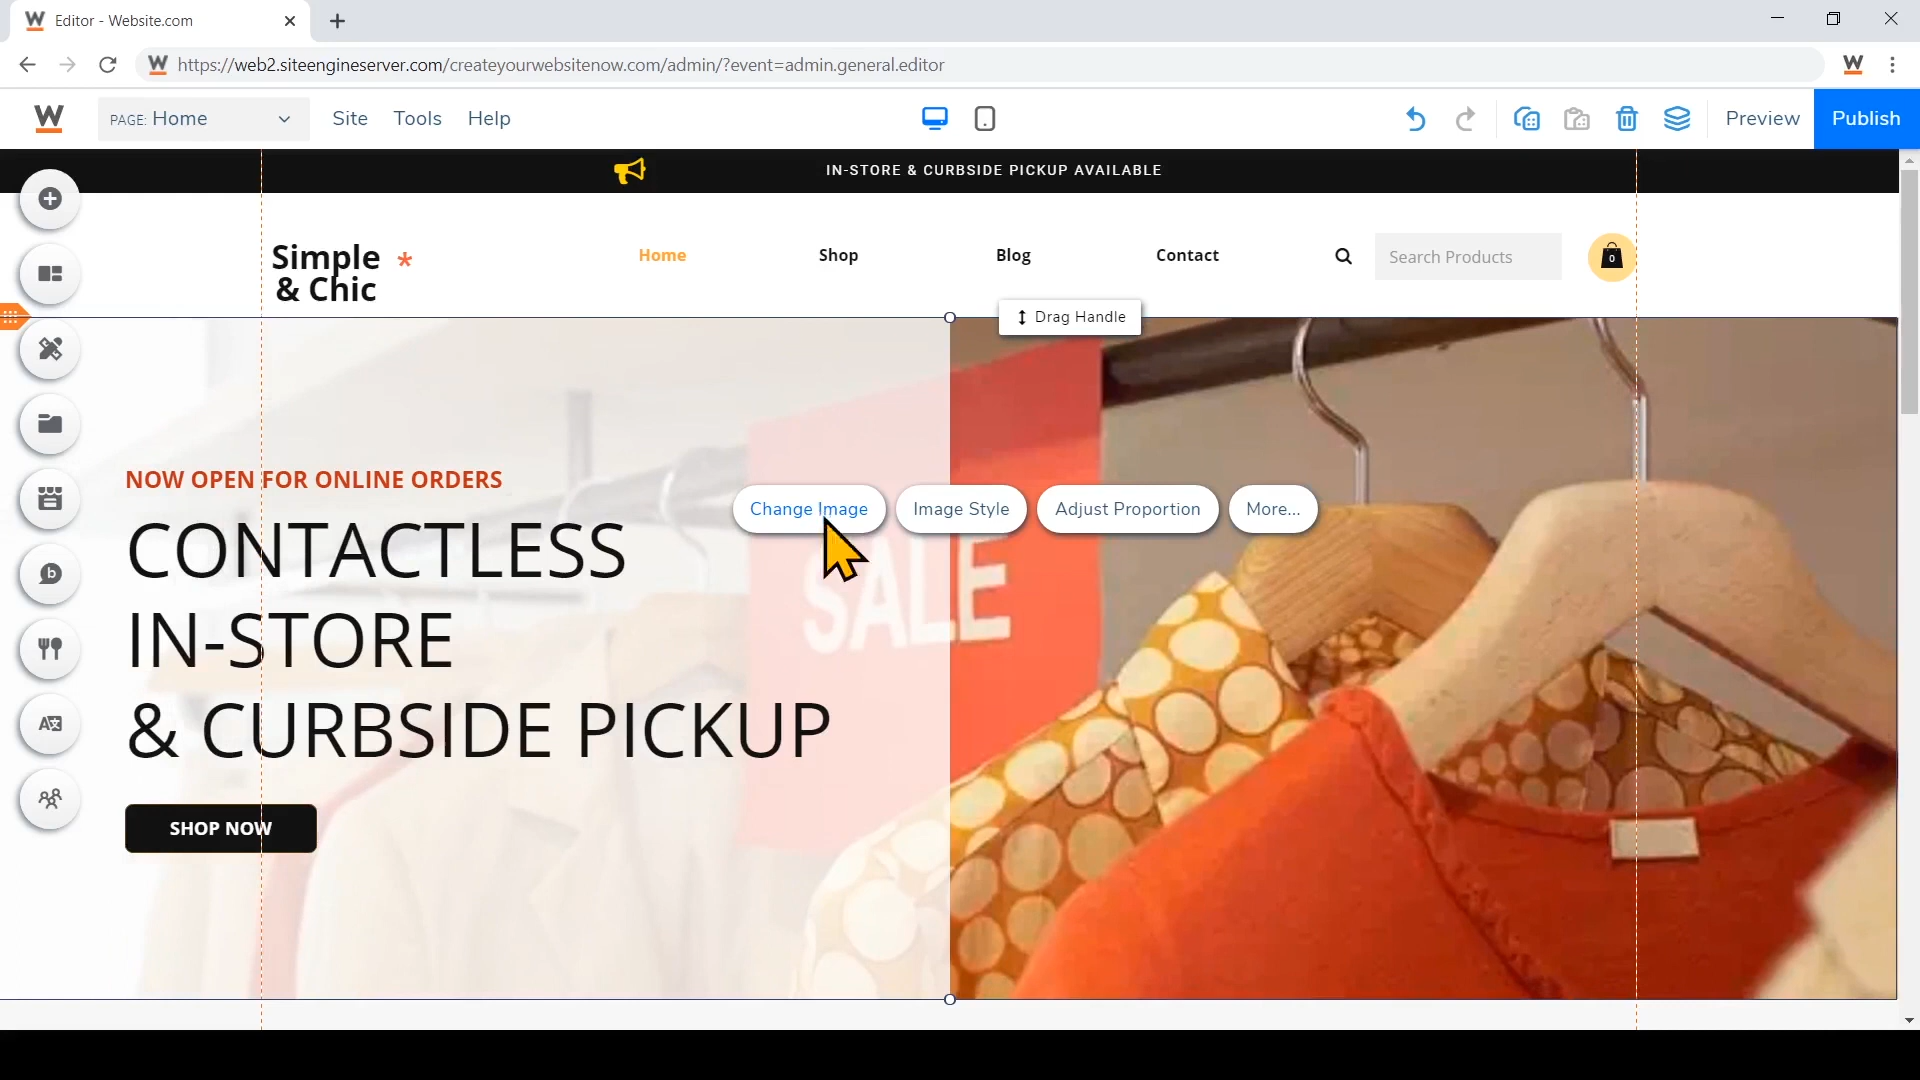 Editor - Website.com
https://web2.siteengineserver.com/createyourwebsitenow.com/admin/?event=admin.general.editor
W
PAGE: Home
Site
Tools
Help
Preview
Publish
IN-STORE & CURBSIDE PICKUP AVAILABLE
Simple *
& Chic
Home
Shop
Blog
Contact
Search Products
0
Drag Handle
NOW OPEN FOR ONLINE ORDERS
Change Image
Image Style
Adjust Proportion
More...
CONTACTLESS
IN-STORE
& CURBSIDE PICKUP
SALE
SHOP NOW